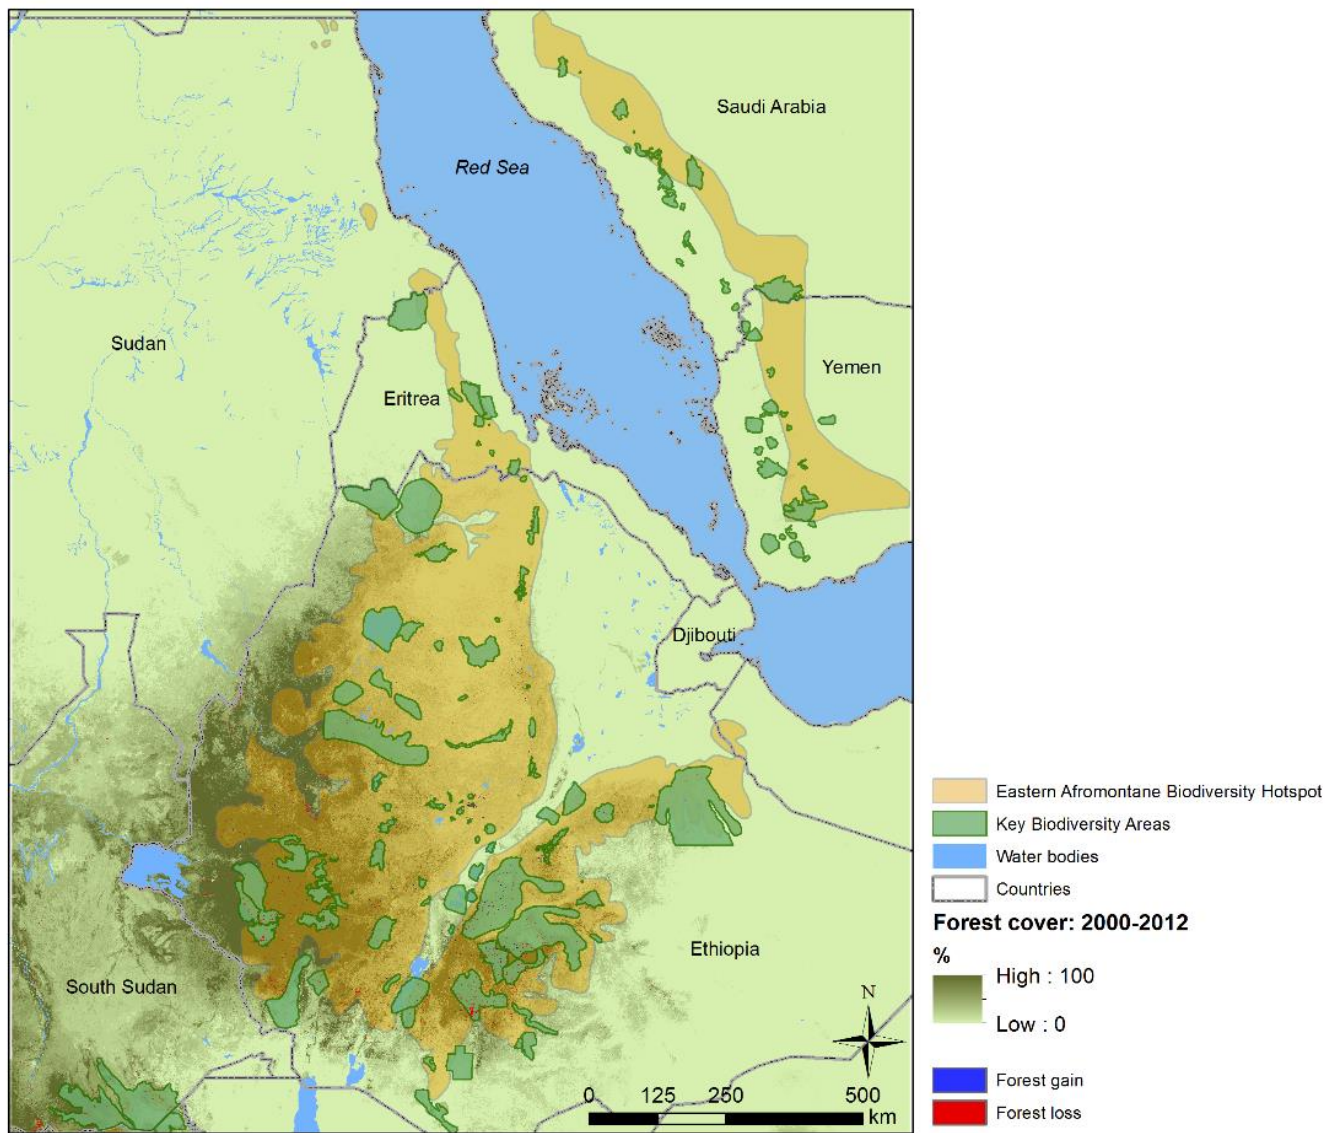 Saudi Arabia
Red Sea
Sudan
Yemen
Eritrea
Djibouti
Ethiopia
South Sudan
N
0 125 250 500
km
Eastern Afromontane Biodiversity Hotspot
Key Biodiversity Areas
Water bodies
Countries
Forest cover: 2000-2012
%
High : 100
Low : 0
Forest gain
Forest loss